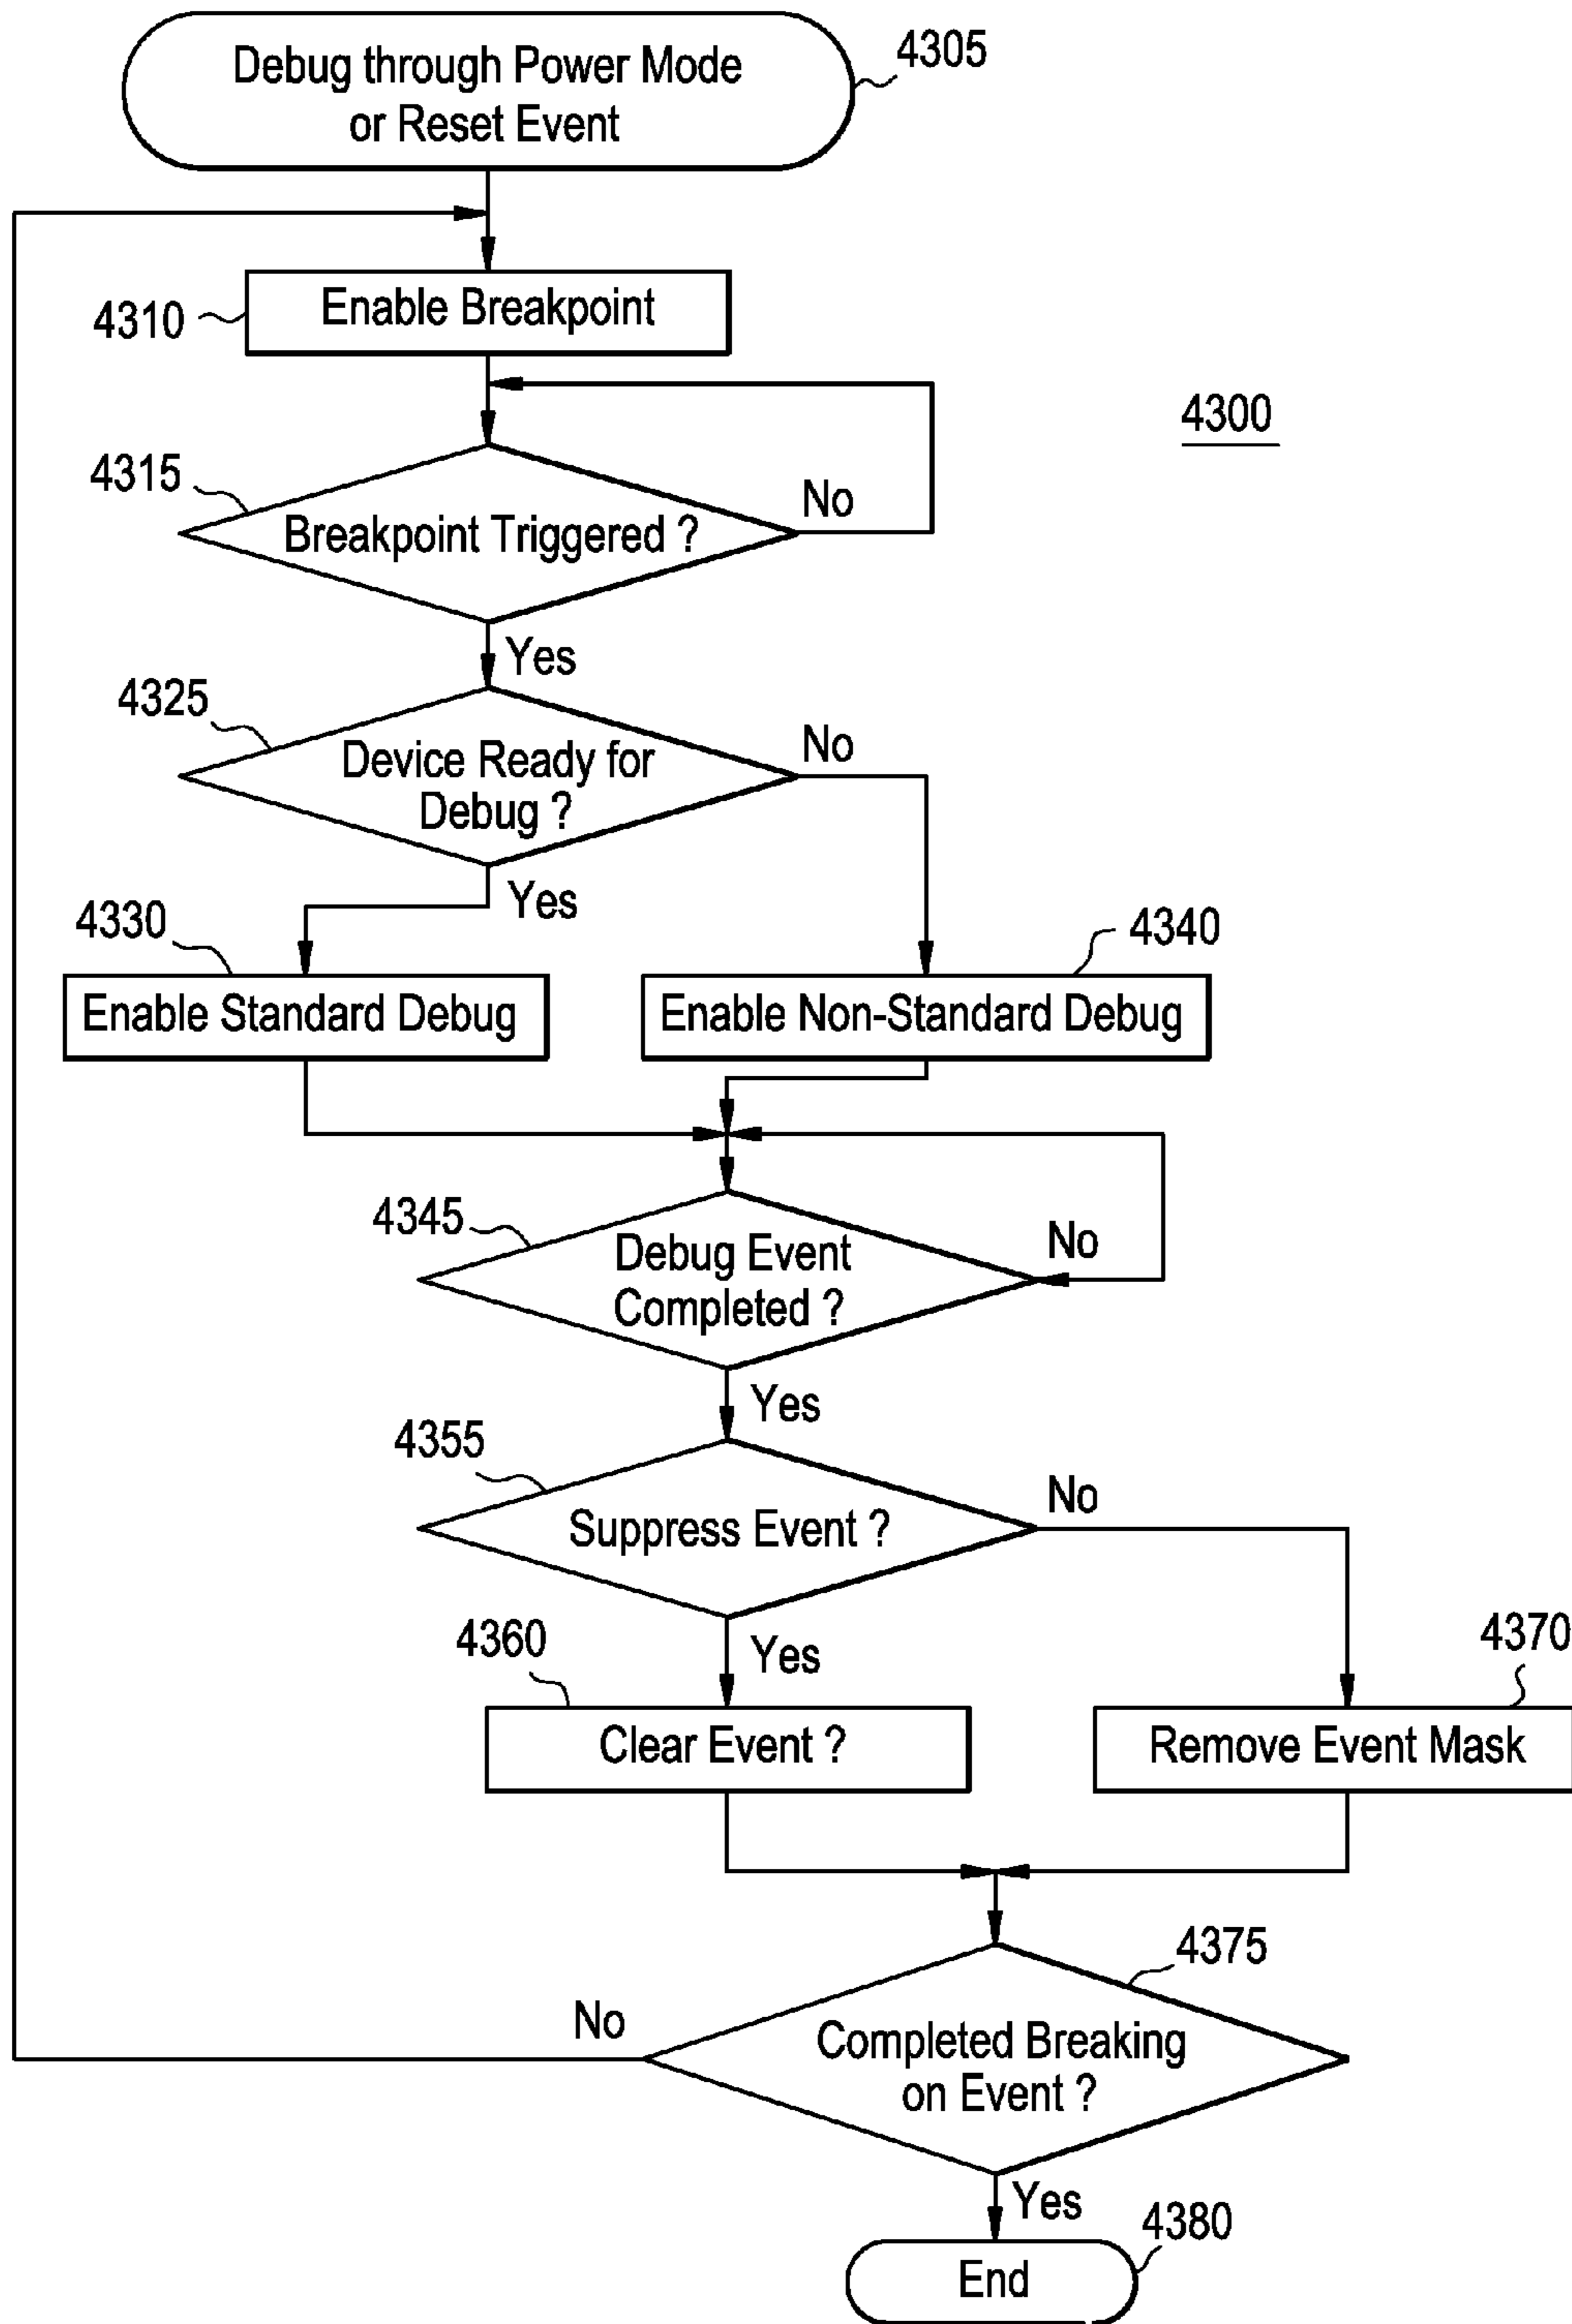 Debug through Power Mode
or Reset Event
4305
Enable Breakpoint
4310
4300
4315
Breakpoint Triggered ?
No
Yes
4325
Device Ready for
Debug ?
No
Yes
4330
4340
Enable Standard Debug
Enable Non-Standard Debug
4345
Debug Event
Completed ?
No
Yes
4355
Suppress Event ?
No
4360
Yes
4370
Clear Event ?
Remove Event Mask
4375
No
Completed Breaking
on Event ?
Yes
4380
End